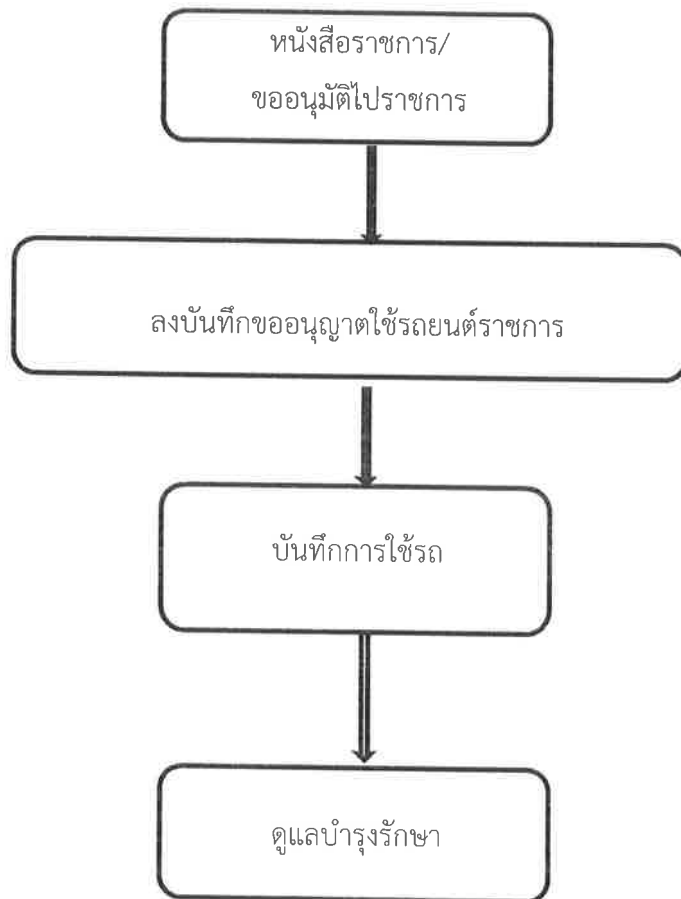 หนังสือราชการ/
ขออนุมัติไปราชการ
ลงบันทึกขออนุญาตใช้รถยนต์ราชการ
บันทึกการใช้รถ
ดูแลบำรุงรักษา